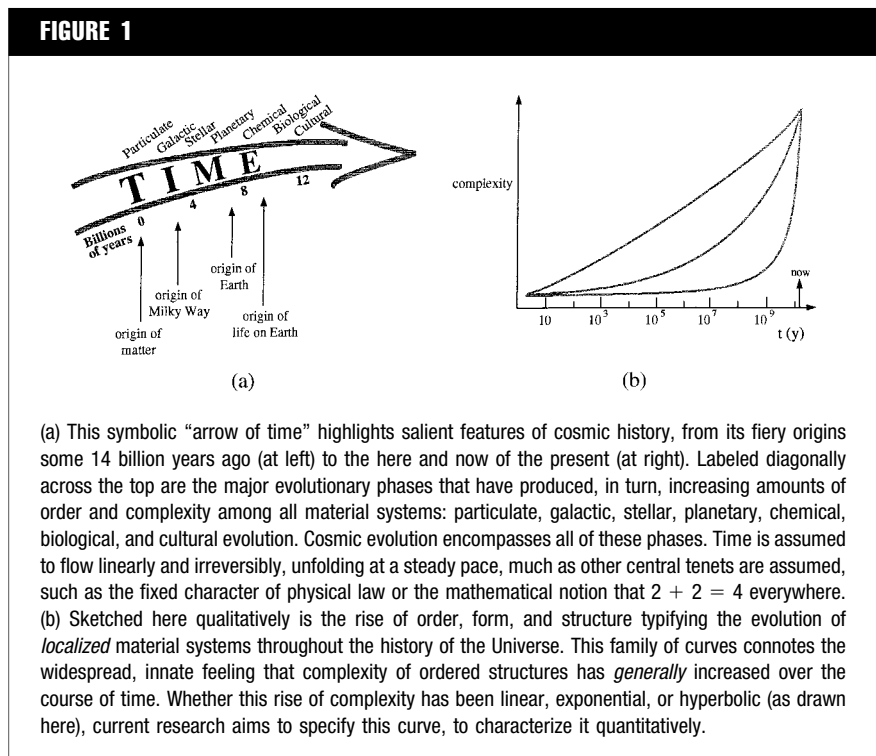 FIGURE 1
Particulate
Galactic
Stellar
Planetary
Chemical
Biological
Cultural
TIME
0
4
8
12
Billions
of years
origin of
matter
origin of
Milky Way
origin of
Earth
origin of
life on Earth
(a)
complexity
now
10
10³
10⁵
10⁷
10⁹
t (y)
(b)
(a) This symbolic “arrow of time” highlights salient features of cosmic history, from its fiery origins
some 14 billion years ago (at left) to the here and now of the present (at right). Labeled diagonally
across the top are the major evolutionary phases that have produced, in turn, increasing amounts of
order and complexity among all material systems: particulate, galactic, stellar, planetary, chemical,
biological, and cultural evolution. Cosmic evolution encompasses all of these phases. Time is assumed
to flow linearly and irreversibly, unfolding at a steady pace, much as other central tenets are assumed,
such as the fixed character of physical law or the mathematical notion that 2 + 2 = 4 everywhere.
(b) Sketched here qualitatively is the rise of order, form, and structure typifying the evolution of
localized material systems throughout the history of the Universe. This family of curves connotes the
widespread, innate feeling that complexity of ordered structures has generally increased over the
course of time. Whether this rise of complexity has been linear, exponential, or hyperbolic (as drawn
here), current research aims to specify this curve, to characterize it quantitatively.